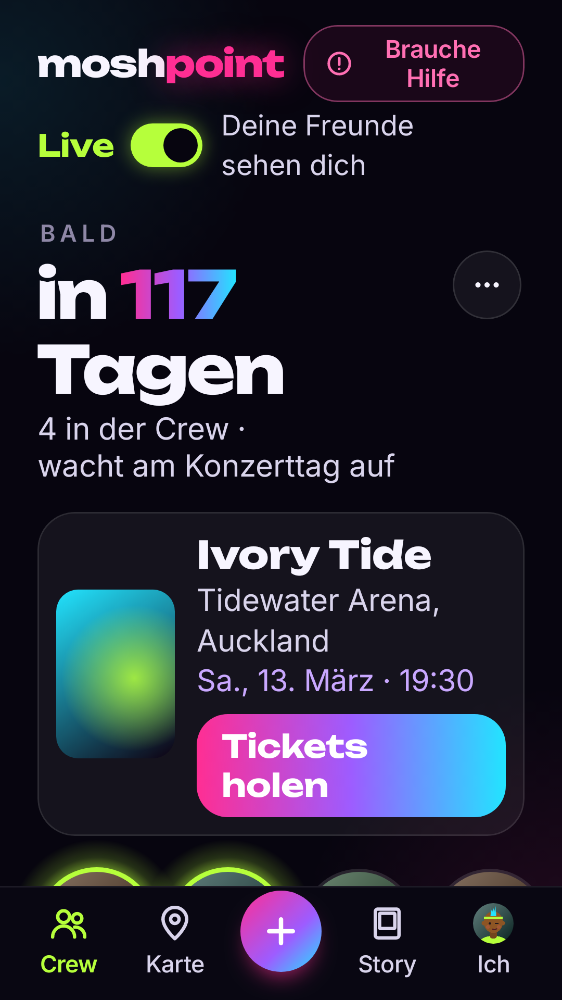 moshpoint
Brauche
Hilfe
Live
Deine Freunde
sehen dich
BALD
in 117
Tagen
4 in der Crew ·
wacht am Konzerttag auf
Ivory Tide
Tidewater Arena,
Auckland
Sa., 13. März · 19:30
Tickets
holen
Crew
Karte
Story
Ich